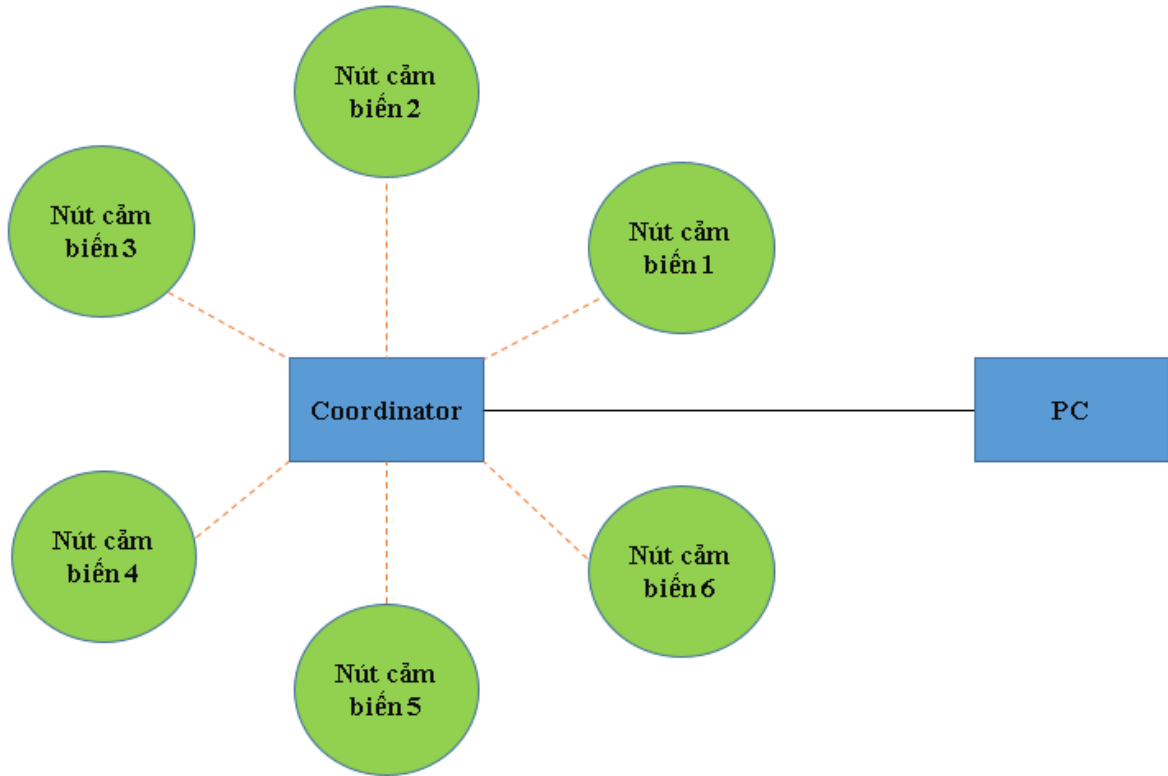 Nút cảm
biến 2
Nút cảm
biến 3
Nút cảm
biến 1
Coordinator
PC
Nút cảm
biến 4
Nút cảm
biến 6
Nút cảm
biến 5